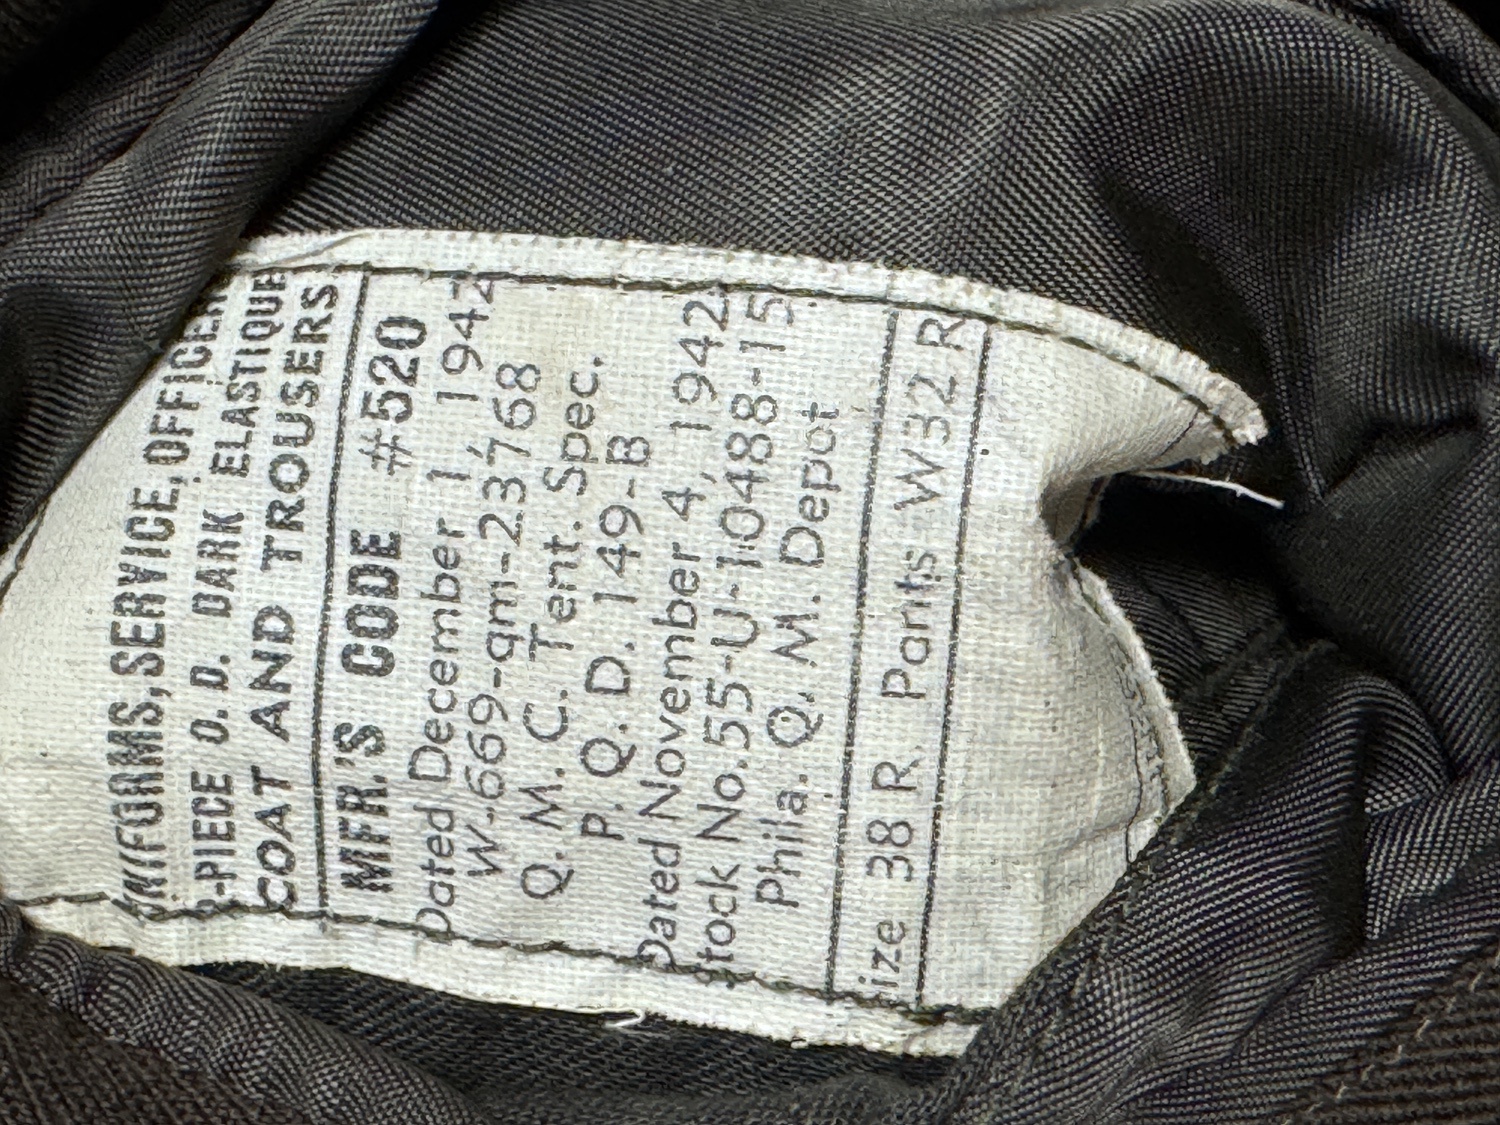 UNIFORMS, SERVICE, OFFICER
-PIECE O. D. DARK ELASTIQUE
COAT AND TROUSERS
MFR.'S CODE #520
Dated December 1, 1942
W-669-qm-23768
Q. M. C. Tent. Spec.
P. Q. D. 149-B
Dated November 4, 1942
Stock No. 55-U-10488-15
Phila. Q. M. Depot
Size 38 R. Pants W32 R